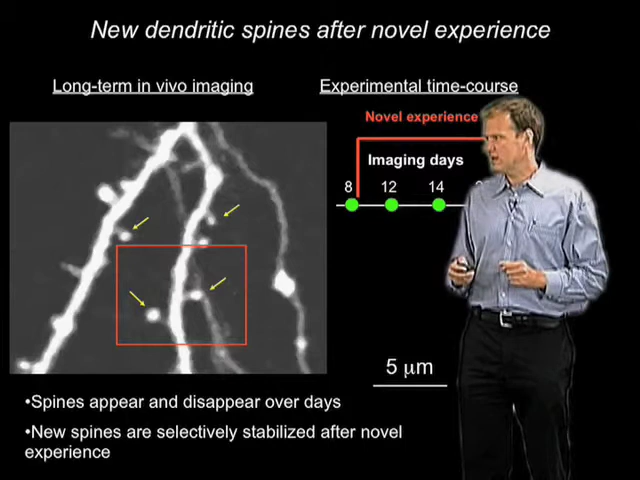 New dendritic spines after novel experience
Long-term in vivo imaging
Experimental time-course
Novel experience
Imaging days
8 12 14
5 μm
•Spines appear and disappear over days
•New spines are selectively stabilized after novel
experience